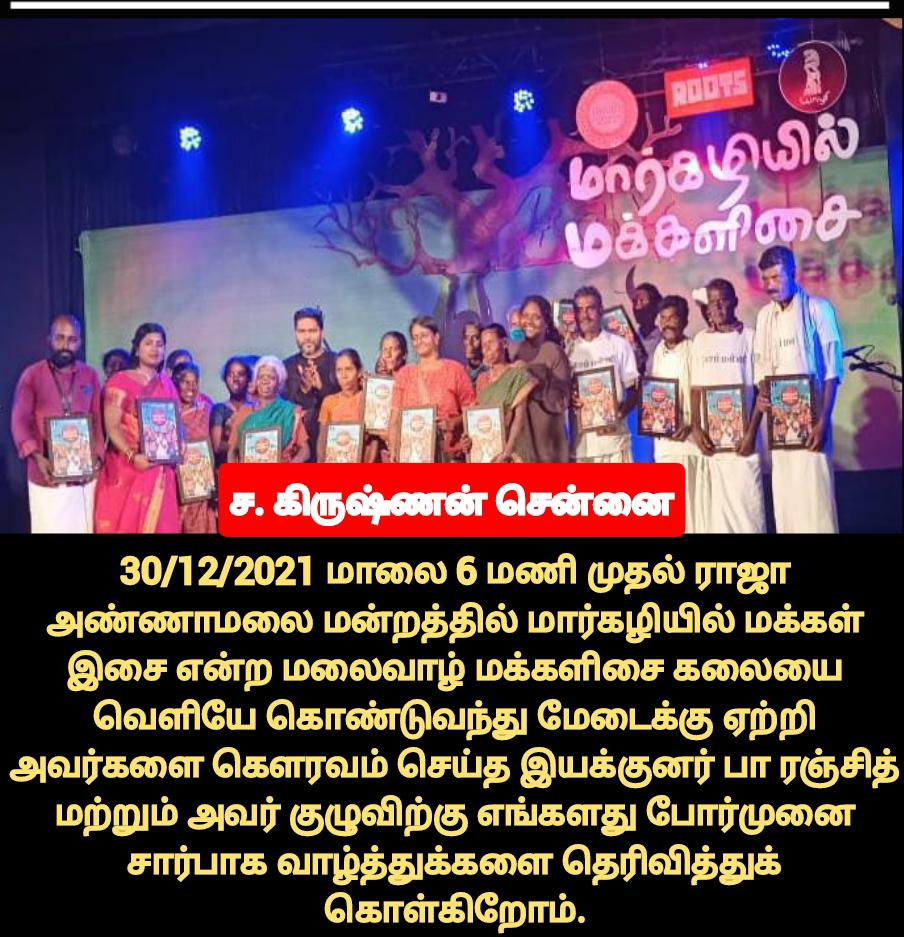 ROOTS
யாழி
மார்கழியில்
மக்களிசை
ச. கிருஷ்ணன் சென்னை
30/12/2021 மாலை 6 மணி முதல் ராஜா
அண்ணாமலை மன்றத்தில் மார்கழியில் மக்கள்
இசை என்ற மலைவாழ் மக்களிசை கலையை
வெளியே கொண்டுவந்து மேடைக்கு ஏற்றி
அவர்களை கௌரவம் செய்த இயக்குனர் பா ரஞ்சித்
மற்றும் அவர் குழுவிற்கு எங்களது போர்முனை
சார்பாக வாழ்த்துக்களை தெரிவித்துக்
கொள்கிறோம்.